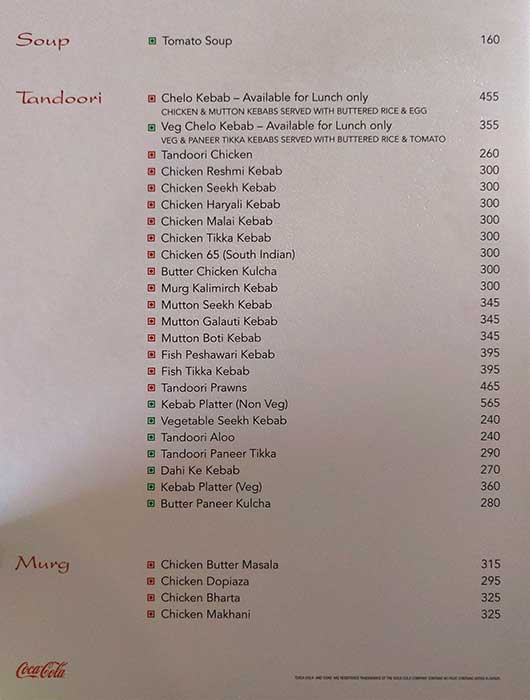 Soup
Tomato Soup 160
Tandoori
Chelo Kebab – Available for Lunch only 455
CHICKEN & MUTTON KEBABS SERVED WITH BUTTERED RICE & EGG
Veg Chelo Kebab – Available for Lunch only 355
VEG & PANEER TIKKA KEBABS SERVED WITH BUTTERED RICE & TOMATO
Tandoori Chicken 260
Chicken Reshmi Kebab 300
Chicken Seekh Kebab 300
Chicken Haryali Kebab 300
Chicken Malai Kebab 300
Chicken Tikka Kebab 300
Chicken 65 (South Indian) 300
Butter Chicken Kulcha 300
Murg Kalimirch Kebab 300
Mutton Seekh Kebab 345
Mutton Galauti Kebab 345
Mutton Boti Kebab 345
Fish Peshawari Kebab 395
Fish Tikka Kebab 395
Tandoori Prawns 465
Kebab Platter (Non Veg) 565
Vegetable Seekh Kebab 240
Tandoori Aloo 240
Tandoori Paneer Tikka 290
Dahi Ke Kebab 270
Kebab Platter (Veg) 360
Butter Paneer Kulcha 280
Murg
Chicken Butter Masala 315
Chicken Dopiaza 295
Chicken Bharta 325
Chicken Makhani 325
Coca-Cola